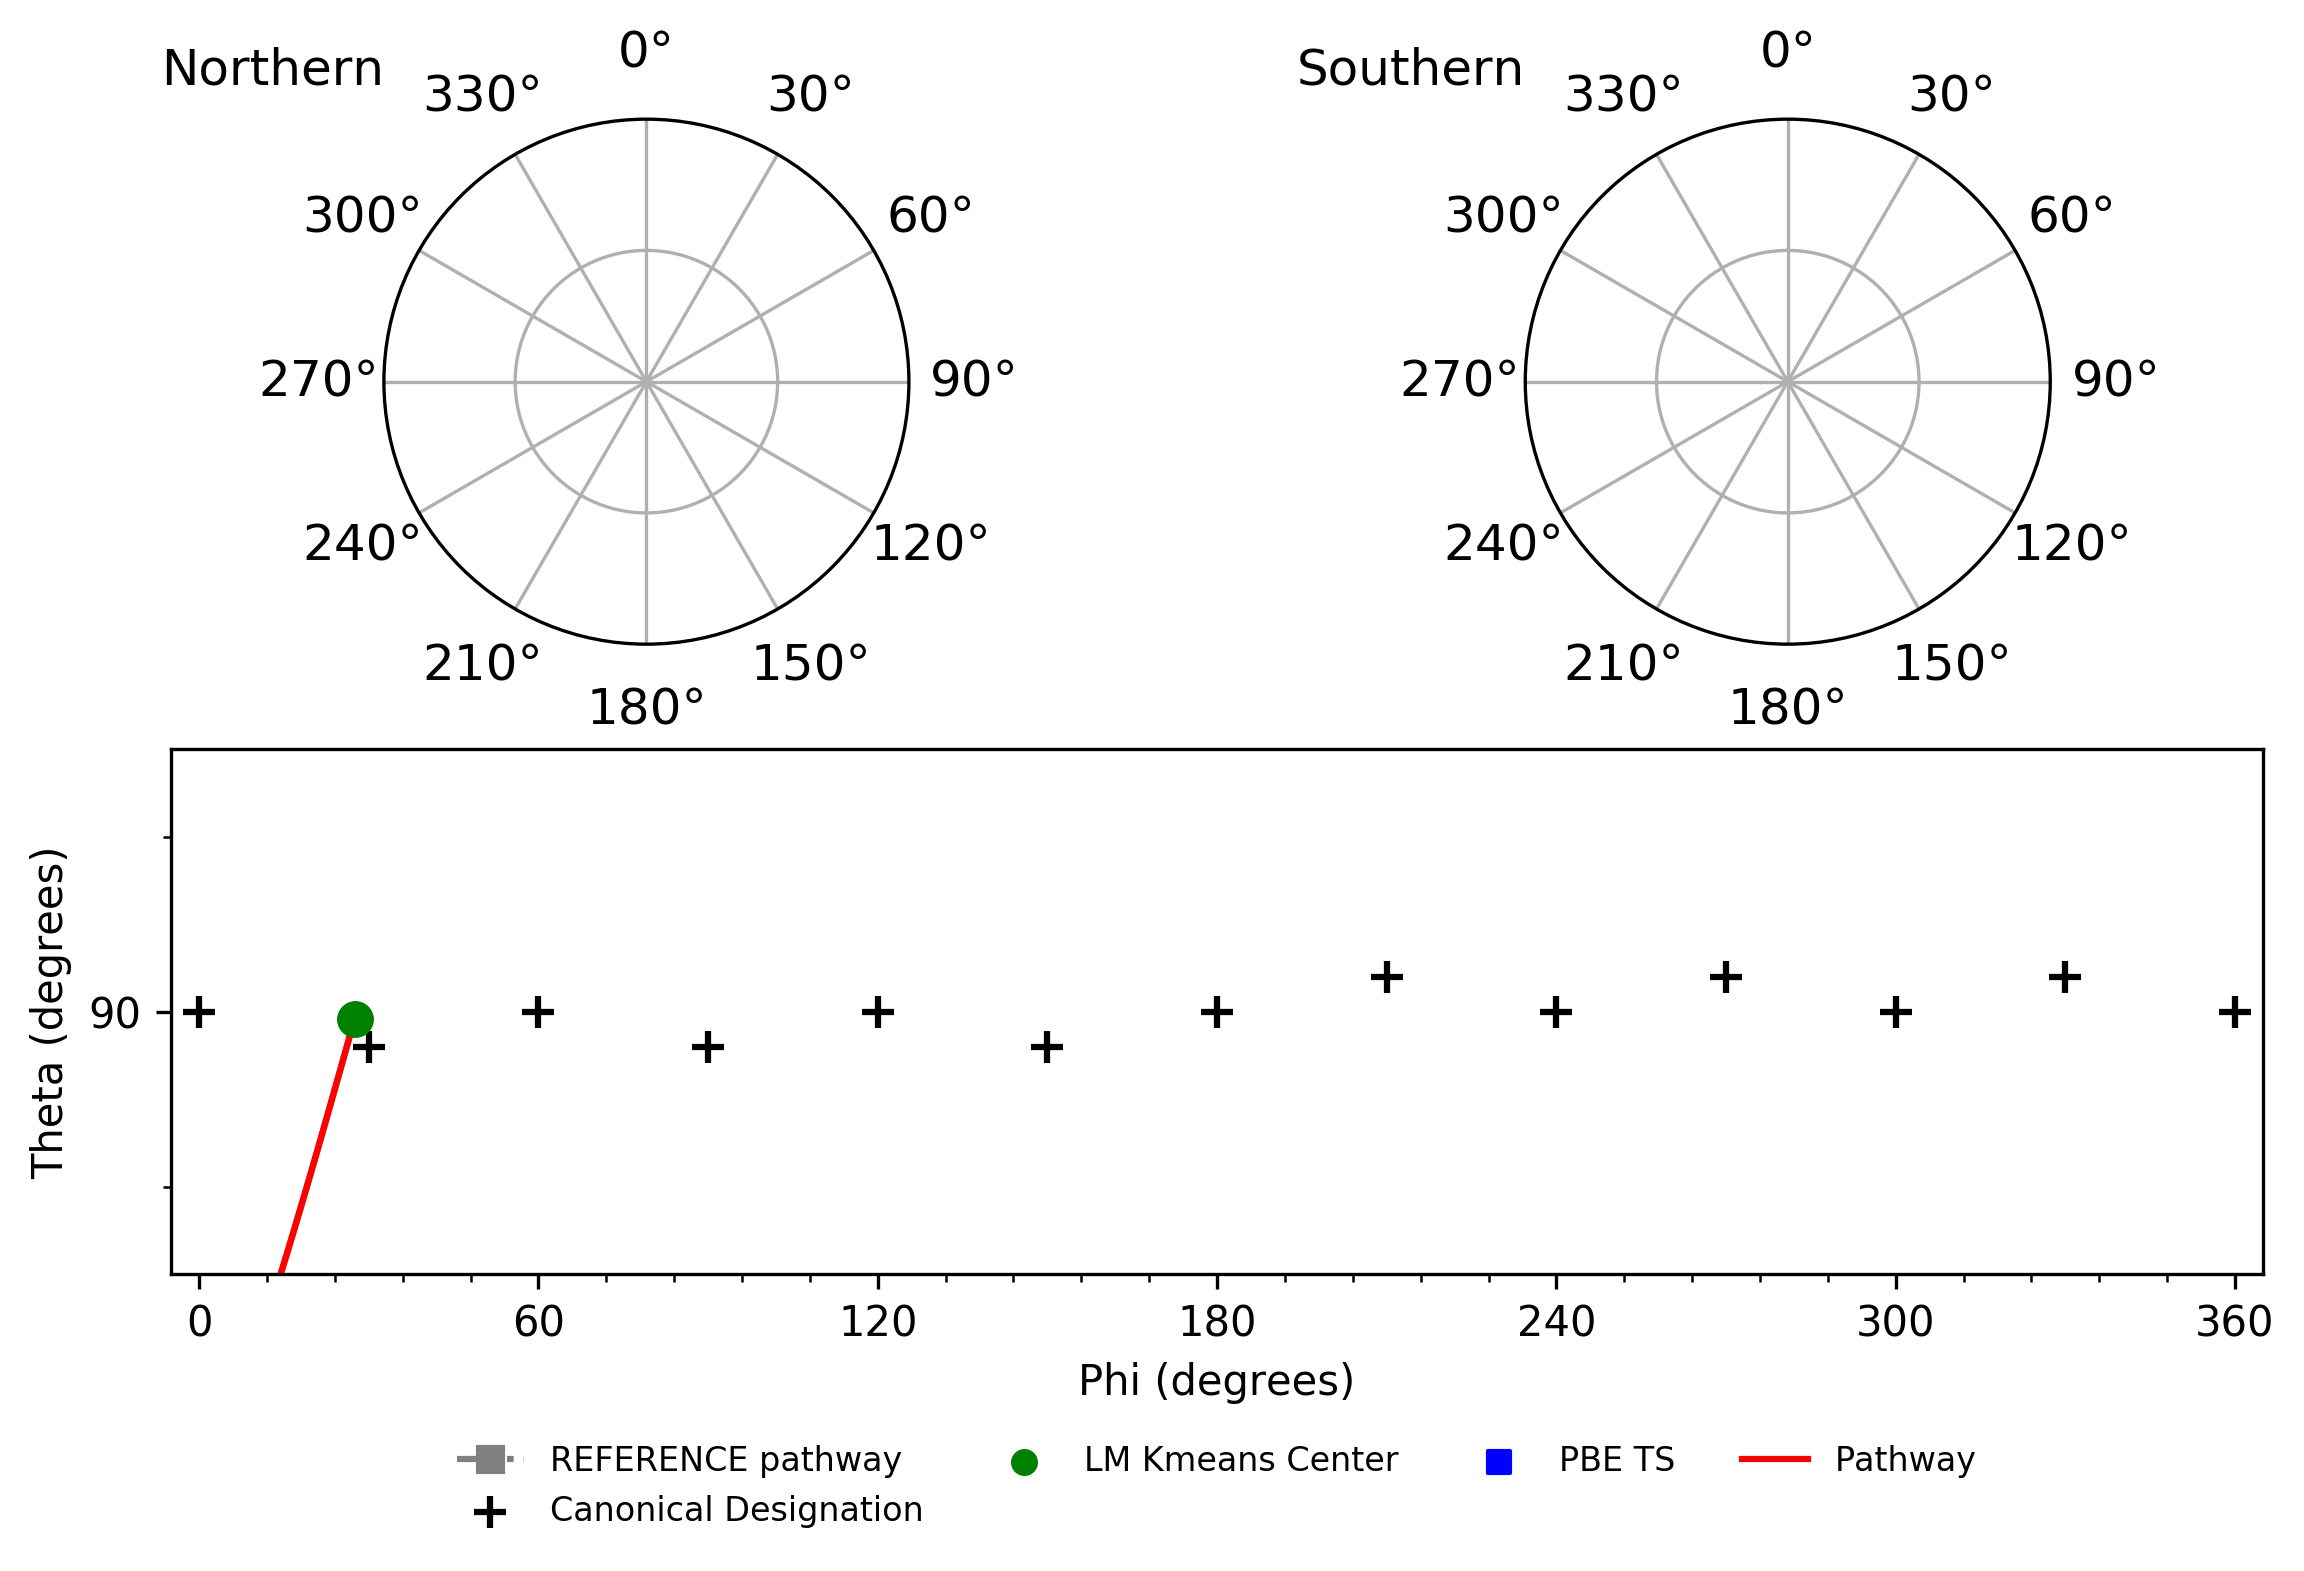 Northern
0°
330°
30°
300°
60°
270°
90°
240°
120°
210°
150°
180°
Southern
0°
330°
30°
300°
60°
270°
90°
240°
120°
210°
150°
180°
Theta (degrees)
90
0 60 120 180 240 300 360
Phi (degrees)
REFERENCE pathway
Canonical Designation
LM Kmeans Center
PBE TS
Pathway